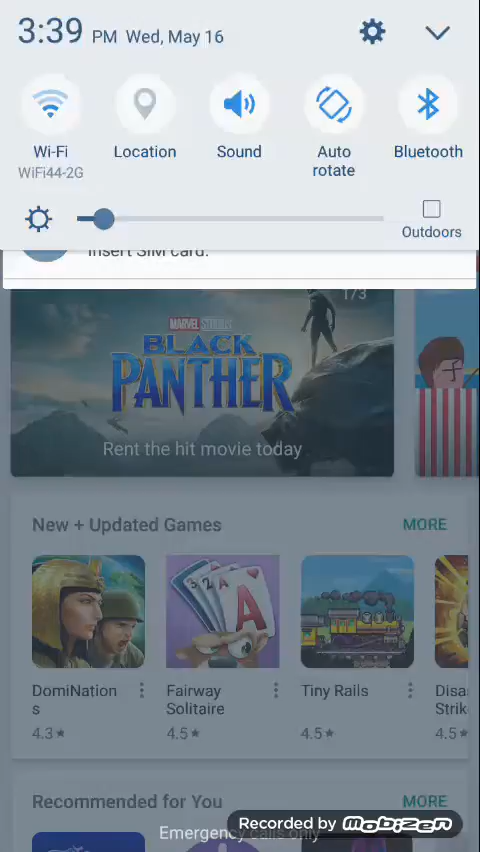 3:39 PM Wed, May 16
Wi-Fi Location Sound Auto rotate Bluetooth
WiFi44-2G
Outdoors
Insert SIM card.
1/3
MARVEL STUDIOS
BLACK
PANTHER
Rent the hit movie today
New + Updated Games MORE
DomiNations
Fairway Solitaire
Tiny Rails
Disa
Strik
4.3★ 4.5★ 4.5★ 4.5★
Recommended for You MORE
Emergency calls only
Recorded by Mobizen